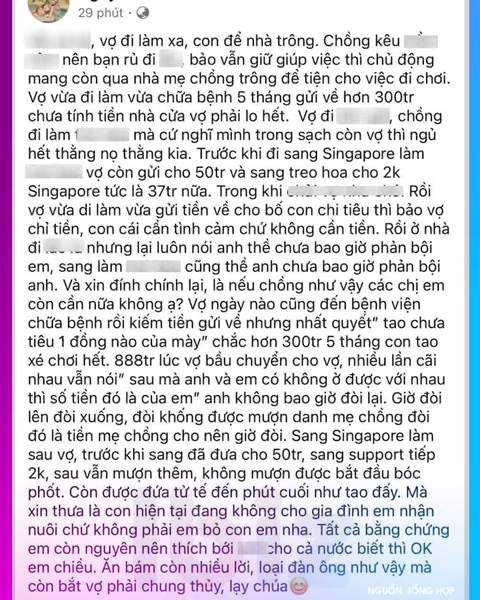 29 phút
, vợ đi làm xa, con để nhà trông. Chồng kêu
nên bạn rủ đi , bảo vẫn giữ giúp việc thì chủ động
mang còn qua nhà mẹ chồng trông để tiện cho việc đi chơi.
Vợ vừa đi làm vừa chữa bệnh 5 tháng gửi về hơn 300tr
chưa tính tiền nhà cửa vợ phải lo hết. Vợ đi , chồng
đi làm mà cứ nghĩ mình trong sạch còn vợ thì ngủ
hết thằng nọ thằng kia. Trước khi đi sang Singapore làm
vợ còn gửi cho 50tr và sang treo hoa cho 2k
Singapore tức là 37tr nữa. Trong khi Rồi
vợ vừa di làm vừa gửi tiền về cho bố con chi tiêu thì bảo vợ
chỉ tiền, con cái cần tình cảm chứ không cần tiền. Rồi ở nhà
đi nhưng lại luôn nói anh thề chưa bao giờ phản bội
em, sang làm cũng thề anh chưa bao giờ phản bội
anh. Và xin đính chính lại, là nếu chồng như vậy các chị em
còn cần nữa không ạ? Vợ ngày nào cũng đến bệnh viện
chữa bệnh rồi kiếm tiền gửi về nhưng nhất quyết” tao chưa
tiêu 1 đồng nào của mày” chắc hơn 300tr 5 tháng con tao
xé chơi hết. 888tr lúc vợ bầu chuyển cho vợ, nhiều lần cãi
nhau vẫn nói” sau mà anh và em có không ở được với nhau
thì số tiền đó là của em” anh không bao giờ đòi lại. Giờ đòi
lên đòi xuống, đòi khống được mượn danh mẹ chồng đòi
đó là tiền mẹ chồng cho nên giờ đòi. Sang Singapore làm
sau vợ, trước khi sang đã đưa cho 50tr, sang support tiếp
2k, sau vẫn mượn thêm, không mượn được bắt đầu bóc
phốt. Còn được đứa tử tế đến phút cuối như tao đấy. Mà
xin thưa là con hiện tại đang không cho gia đình em nhận
nuôi chứ không phải em bỏ con em nha. Tất cả bằng chứng
em còn nguyên nên thích bới cho cả nước biết thì OK
em chiều. Ăn bám còn nhiều lời, loại đàn ông như vậy mà
còn bắt vợ phải chung thủy, lạy chúa😊
NGUỒN: TỔNG HỢP